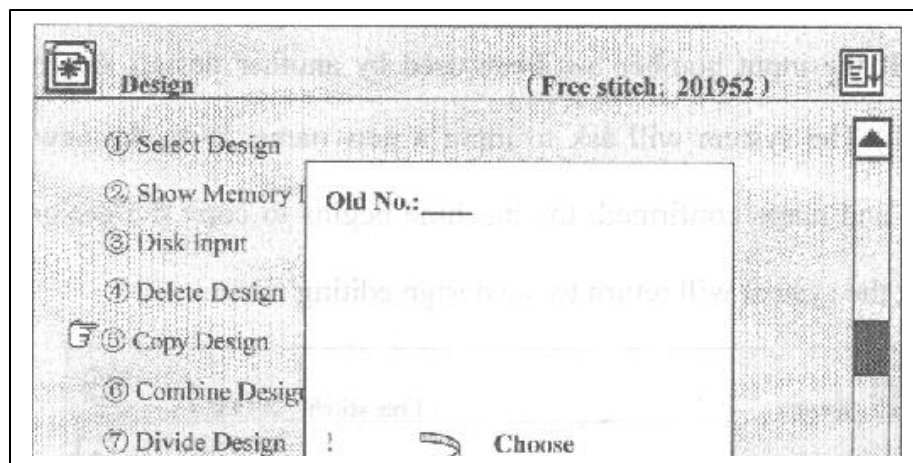 Design (Free stitch: 201952)
① Select Design
② Show Memory
③ Disk Input
④ Delete Design
⑤ Copy Design
⑥ Combine Design
⑦ Divide Design
Old No.:
Choose